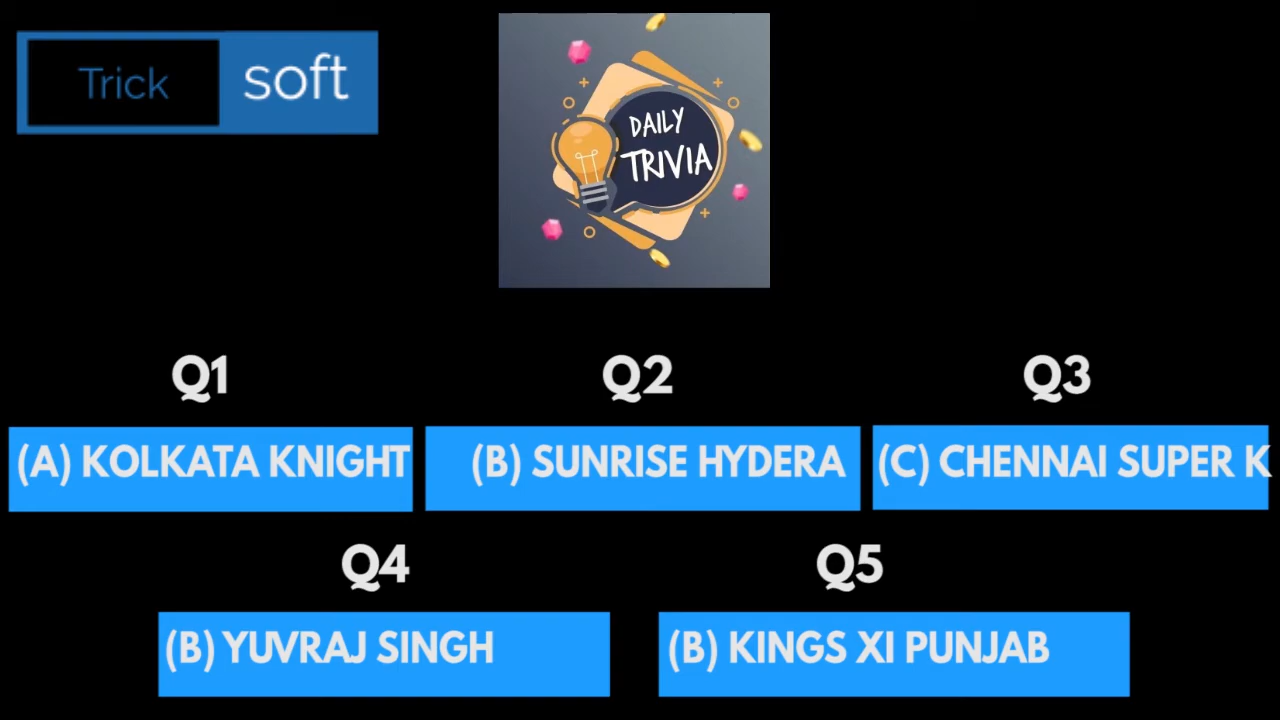 Trick soft
DAILY
TRIVIA
Q1
Q2
Q3
(A) KOLKATA KNIGHT
(B) SUNRISE HYDERA
(C) CHENNAI SUPER K
Q4
Q5
(B) YUVRAJ SINGH
(B) KINGS XI PUNJAB